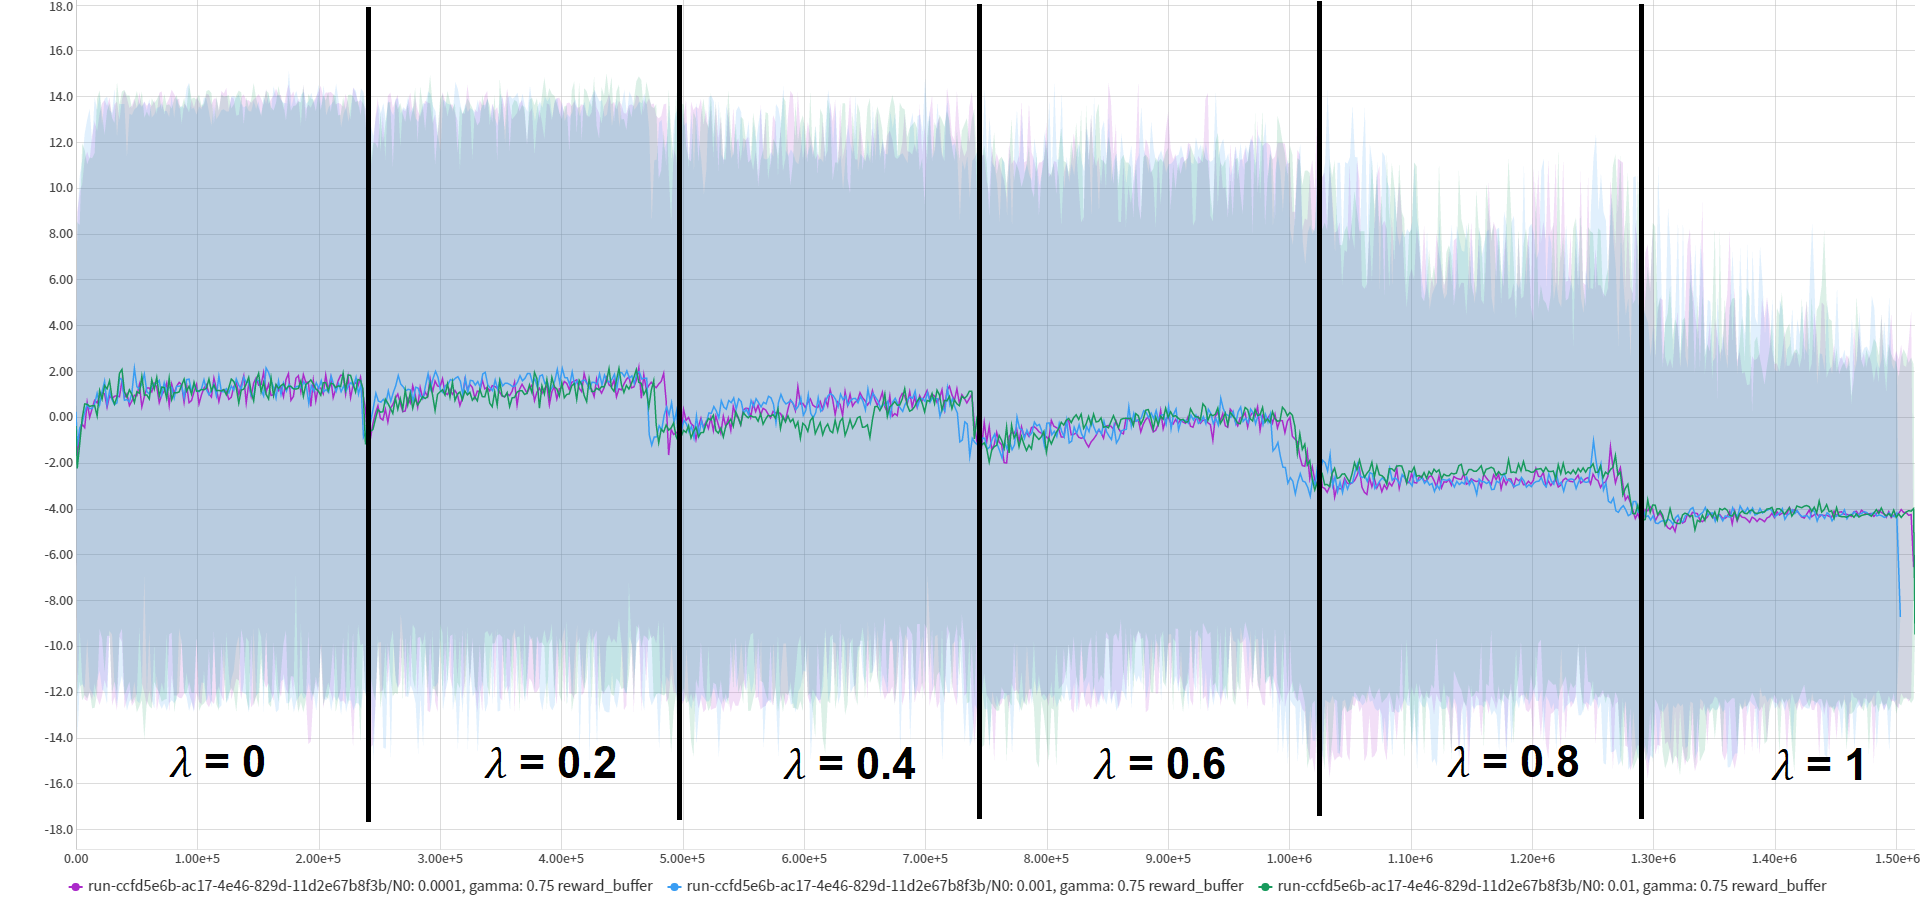 18.0
16.0
14.0
12.0
10.0
8.00
6.00
4.00
2.00
0.00
-2.00
-4.00
-6.00
-8.00
-10.0
-12.0
-14.0
-16.0
-18.0
λ = 0
λ = 0.2
λ = 0.4
λ = 0.6
λ = 0.8
λ = 1
0.00 1.00e+5 2.00e+5 3.00e+5 4.00e+5 5.00e+5 6.00e+5 7.00e+5 8.00e+5 9.00e+5 1.00e+6 1.10e+6 1.20e+6 1.30e+6 1.40e+6 1.50e+6
run-ccfd5e6b-ac17-4e46-829d-11d2e67b8f3b/N0: 0.0001, gamma: 0.75 reward_buffer run-ccfd5e6b-ac17-4e46-829d-11d2e67b8f3b/N0: 0.001, gamma: 0.75 reward_buffer run-ccfd5e6b-ac17-4e46-829d-11d2e67b8f3b/N0: 0.01, gamma: 0.75 reward_buffer